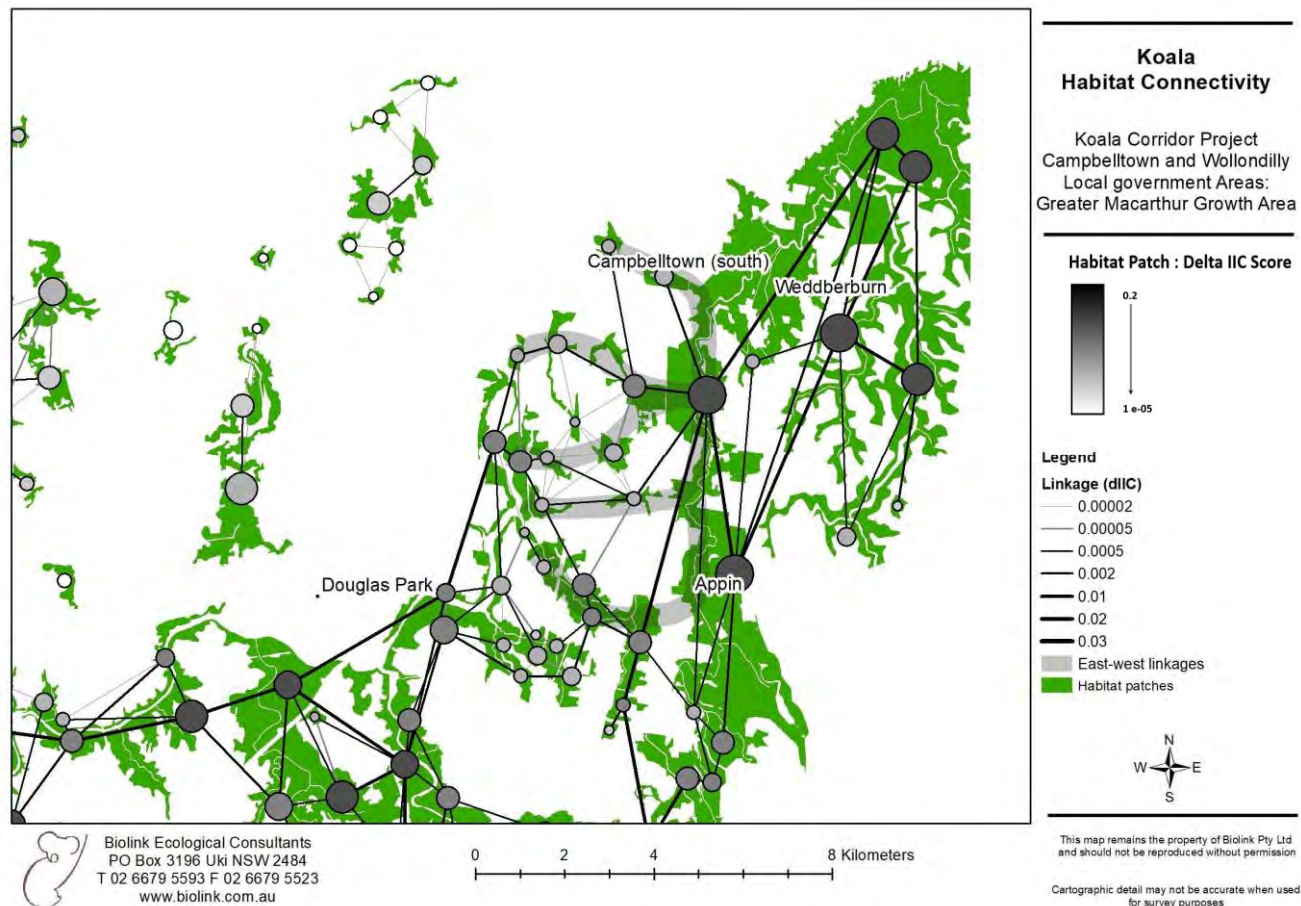 Koala
Habitat Connectivity
Koala Corridor Project
Campbelltown and Wollondilly
Local government Areas:
Greater Macarthur Growth Area
Habitat Patch : Delta IIC Score
0.2
1 e-05
Legend
Linkage (dIIC)
0.00002
0.00005
0.0005
0.002
0.01
0.02
0.03
East-west linkages
Habitat patches
N
W E
S
This map remains the property of Biolink Pty Ltd
and should not be reproduced without permission
Cartographic detail may not be accurate when used
for survey purposes
Campbelltown (south)
Weddberburn
Douglas Park
Appin
Biolink Ecological Consultants
PO Box 3196 Uki NSW 2484
T 02 6679 5593 F 02 6679 5523
www.biolink.com.au
0 2 4 8 Kilometers